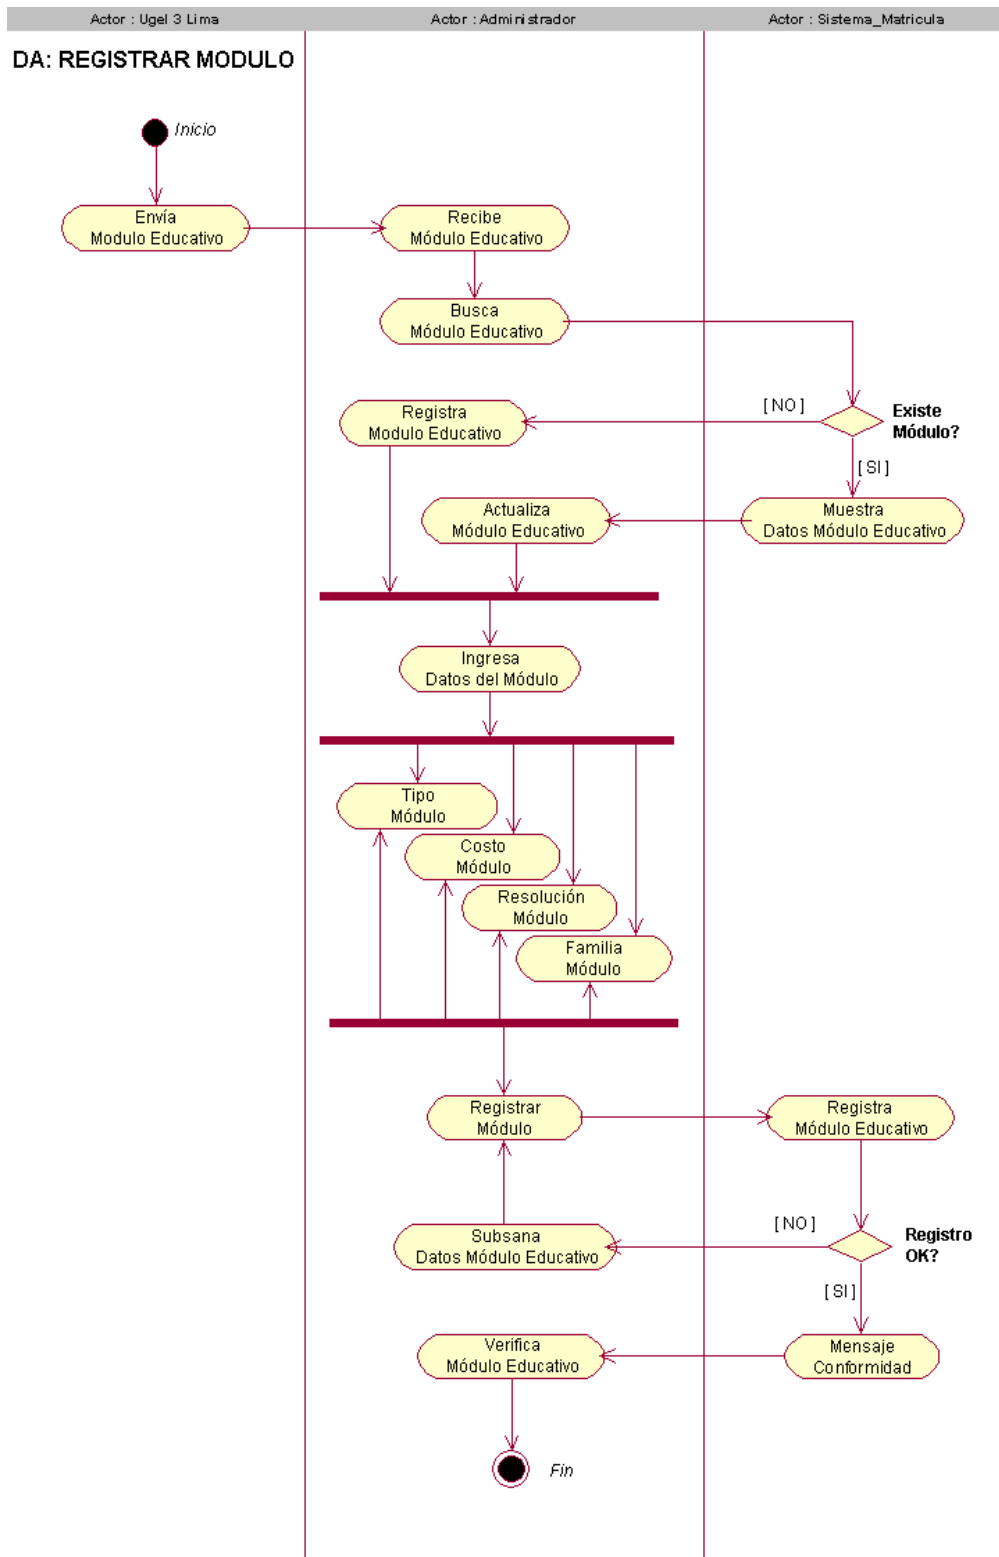 Actor : Ugel 3 Lima
Actor : Administrador
Actor : Sistema_Matricula
DA: REGISTRAR MODULO
Inicio
Envía
Modulo Educativo
Recibe
Módulo Educativo
Busca
Módulo Educativo
[ NO ]
Existe
Módulo?
Registra
Modulo Educativo
[ SI ]
Actualiza
Módulo Educativo
Muestra
Datos Módulo Educativo
Ingresa
Datos del Módulo
Tipo
Módulo
Costo
Módulo
Resolución
Módulo
Familia
Módulo
Registrar
Módulo
Registra
Módulo Educativo
[ NO ]
Registro
OK?
Subsana
Datos Módulo Educativo
[ SI ]
Verifica
Módulo Educativo
Mensaje
Conformidad
Fin